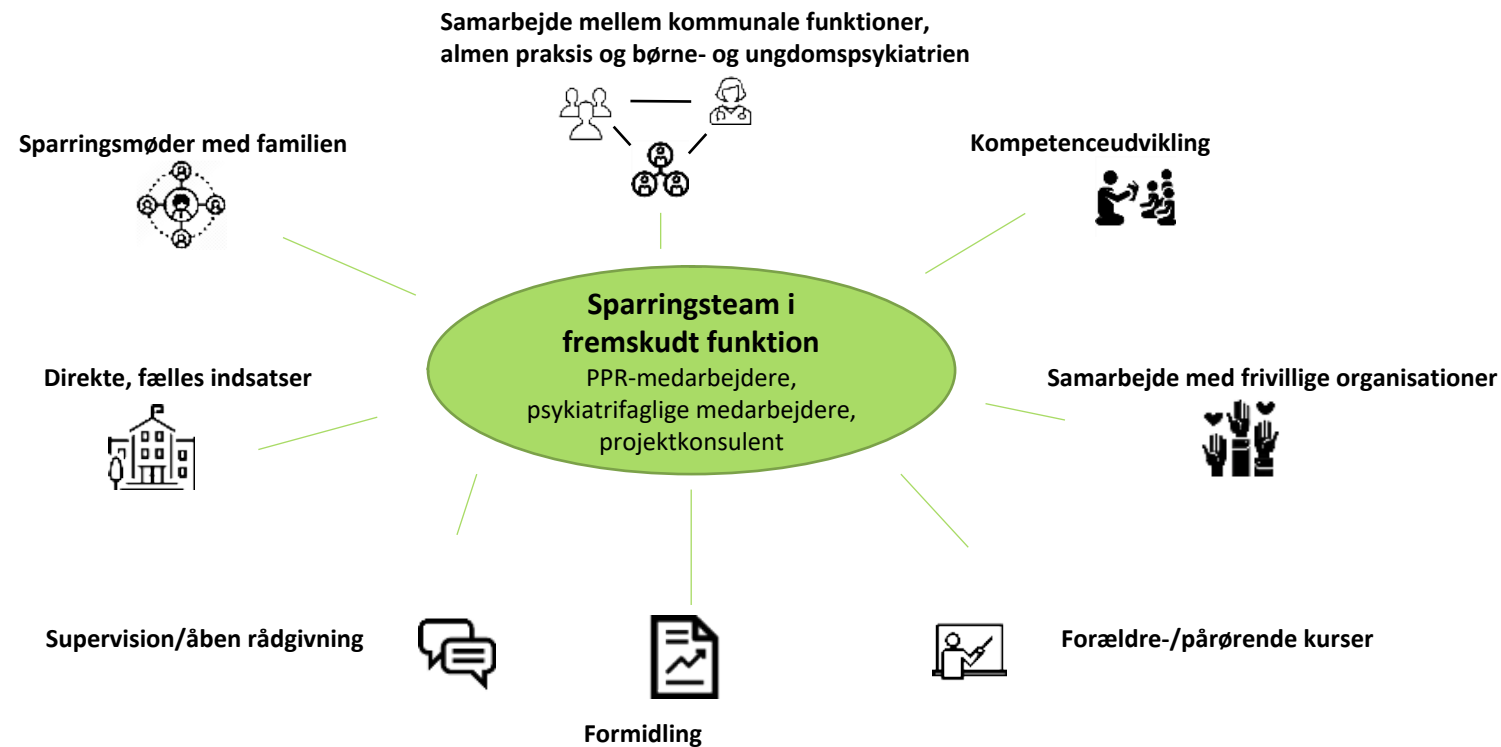 Samarbejde mellem kommunale funktioner,
almen praksis og børne- og ungdomspsykiatrien
Sparringsmøder med familien
Kompetenceudvikling
Sparringsteam i
fremskudt funktion
PPR-medarbejdere,
psykiatrifaglige medarbejdere,
projektkonsulent
Direkte, fælles indsatser
Samarbejde med frivillige organisationer
Supervision/åben rådgivning
Forældre-/pårørende kurser
Formidling